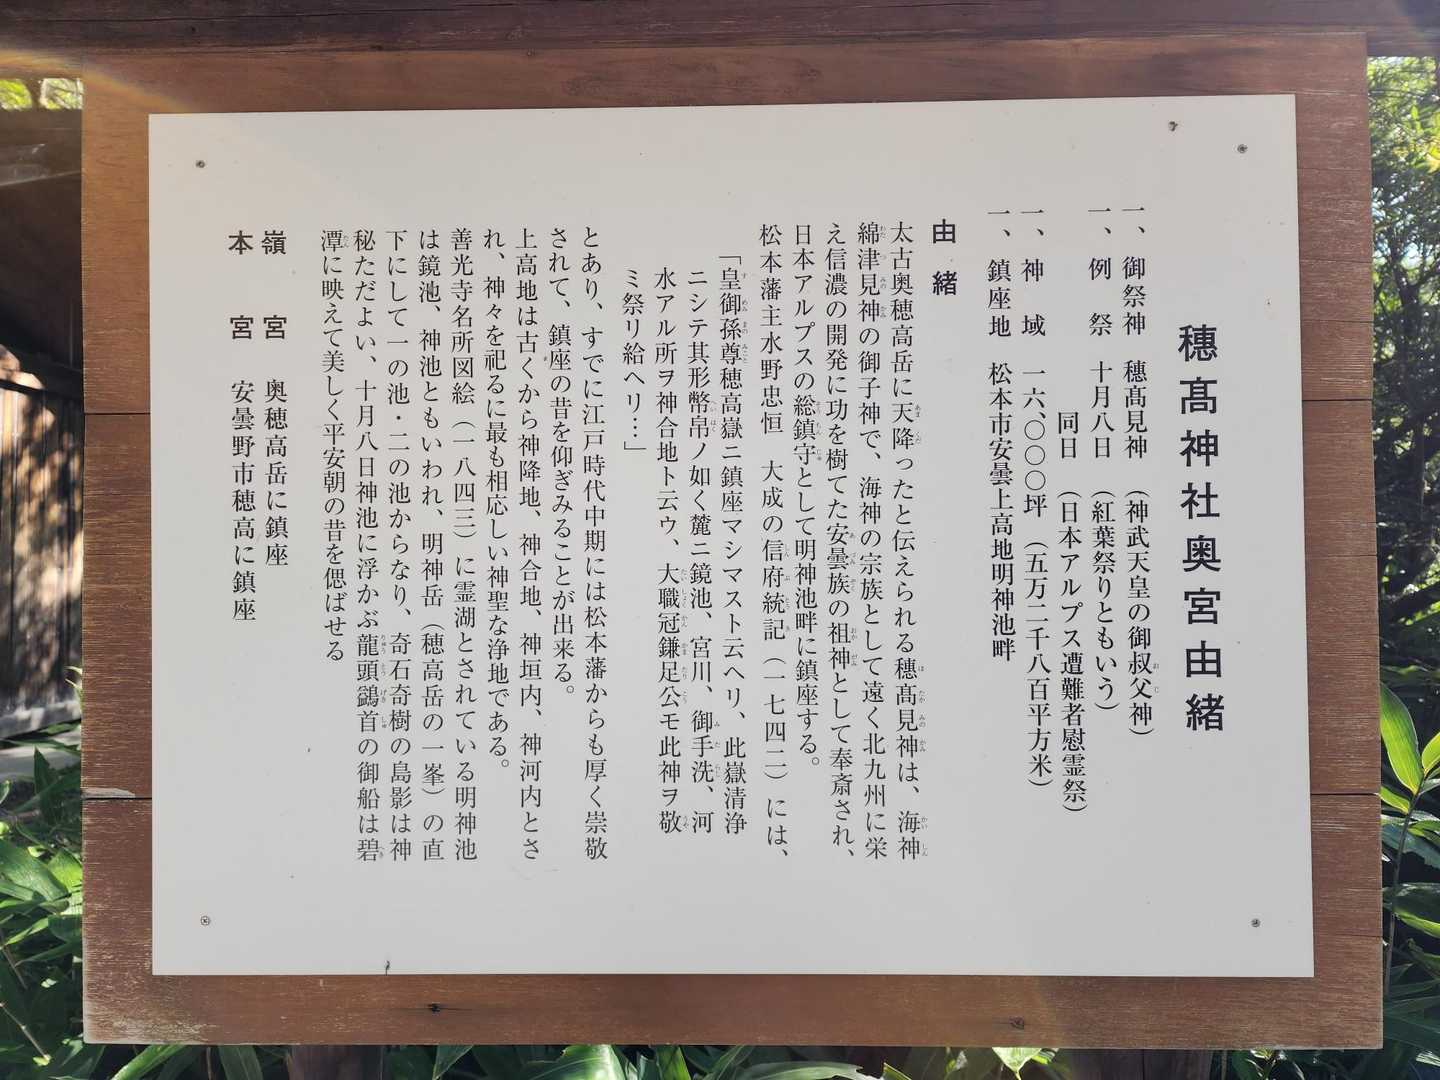 穗髙神社奥宮由緒
一、御祭神　穗髙見神　（神武天皇の御叔父神）
一、例　祭　十月八日　（紅葉祭りともいう）
同日　（日本アルプス遭難者慰霊祭）
一、神　域　一六、〇〇〇坪　（五万二千八百平方米）
一、鎮座地　松本市安曇上高地明神池畔
由緒
太古奥穂高岳に天降ったと伝えられる穗髙見神は、海神
綿津見神の御子神で、海神の宗族として遠く北九州に栄
え信濃の開発に功を樹てた安曇族の祖神として奉斎され、
日本アルプスの総鎮守として明神池畔に鎮座する。
松本藩主水野忠恒　大成の信府統記（一七四二）には、
「皇御孫尊穂高嶽ニ鎮座マシマスト云ヘリ、此嶽清浄
ニシテ其形幣帛ノ如く麓ニ鏡池、宮川、御手洗、河
水アル所ヲ神合地ト云ウ、大職冠鎌足公モ此神ヲ敬
ミ祭リ給ヘリ…」
とあり、すでに江戸時代中期には松本藩からも厚く崇敬
されて、鎮座の昔を仰ぎみることが出来る。
上高地は古くから神降地、神合地、神垣内、神河内とさ
れ、神々を祀るに最も相応しい神聖な浄地である。
善光寺名所図絵（一八四三）に霊湖とされている明神池
は鏡池、神池ともいわれ、明神岳（穂高岳の一峯）の直
下にして一の池・二の池からなり、奇石奇樹の島影は神
秘ただよい、十月八日神池に浮かぶ龍頭鷁首の御船は碧
潭に映えて美しく平安朝の昔を偲ばせる
嶺　宮　奥穂高岳に鎮座
本　宮　安曇野市穂高に鎮座